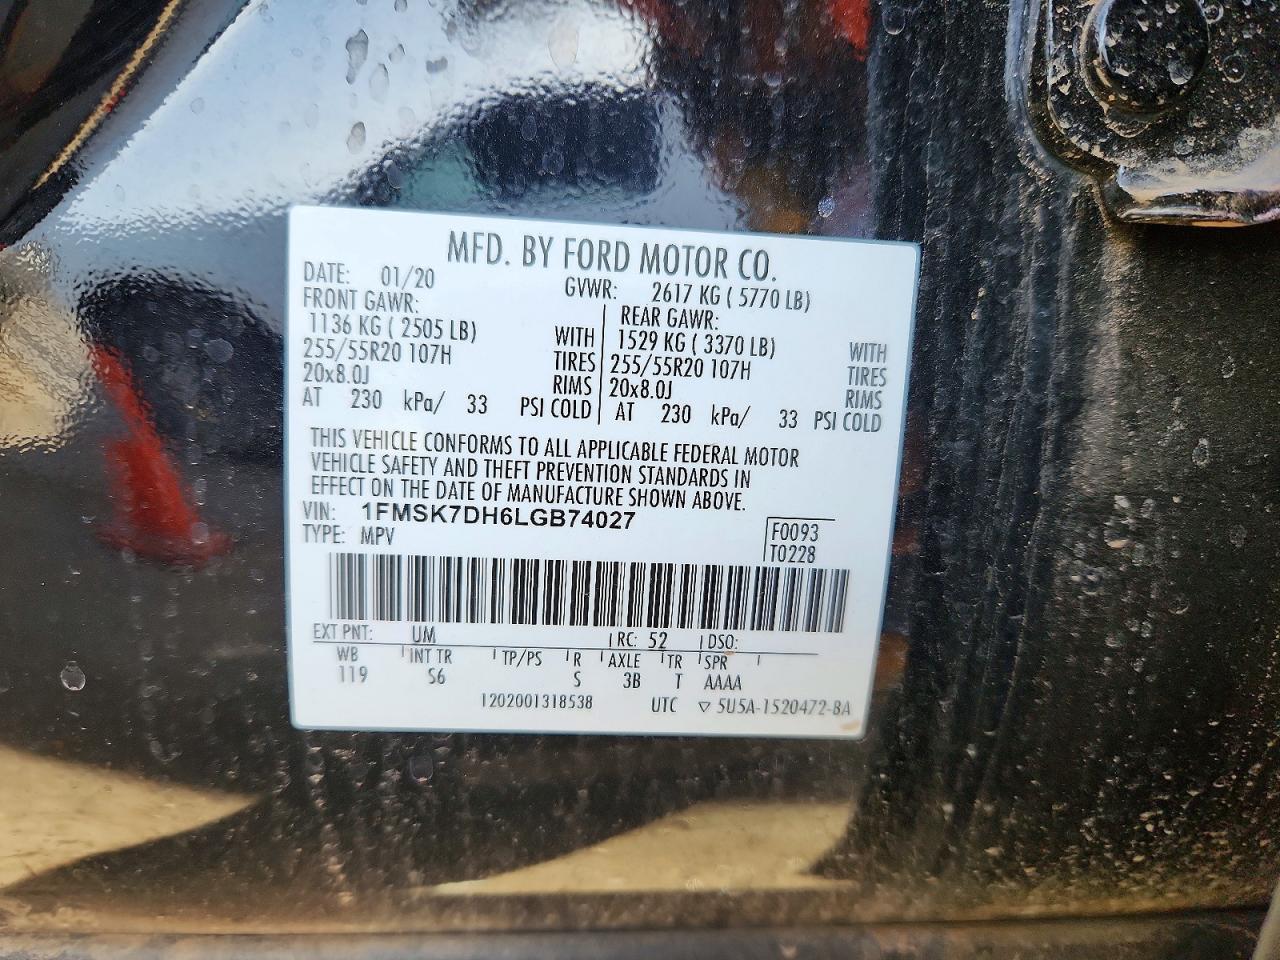 MFD. BY FORD MOTOR CO.
DATE: 01/20 GVWR: 2617 KG ( 5770 LB)
FRONT GAWR: REAR GAWR:
1136 KG ( 2505 LB) WITH 1529 KG ( 3370 LB) WITH
255/55R20 107H TIRES 255/55R20 107H TIRES
20x8.0J RIMS 20x8.0J RIMS
AT 230 kPa/ 33 PSI COLD AT 230 kPa/ 33 PSI COLD
THIS VEHICLE CONFORMS TO ALL APPLICABLE FEDERAL MOTOR
VEHICLE SAFETY AND THEFT PREVENTION STANDARDS IN
EFFECT ON THE DATE OF MANUFACTURE SHOWN ABOVE.
VIN: 1FMSK7DH6LGB74027
TYPE: MPV F0093
T0228
EXT PNT: UM RC: 52 DSO:
WB INT TR TP/PS R AXLE TR SPR
119 S6 S 3B T AAAA
1202001318538 UTC ▽ 5U5A-1520472-BA